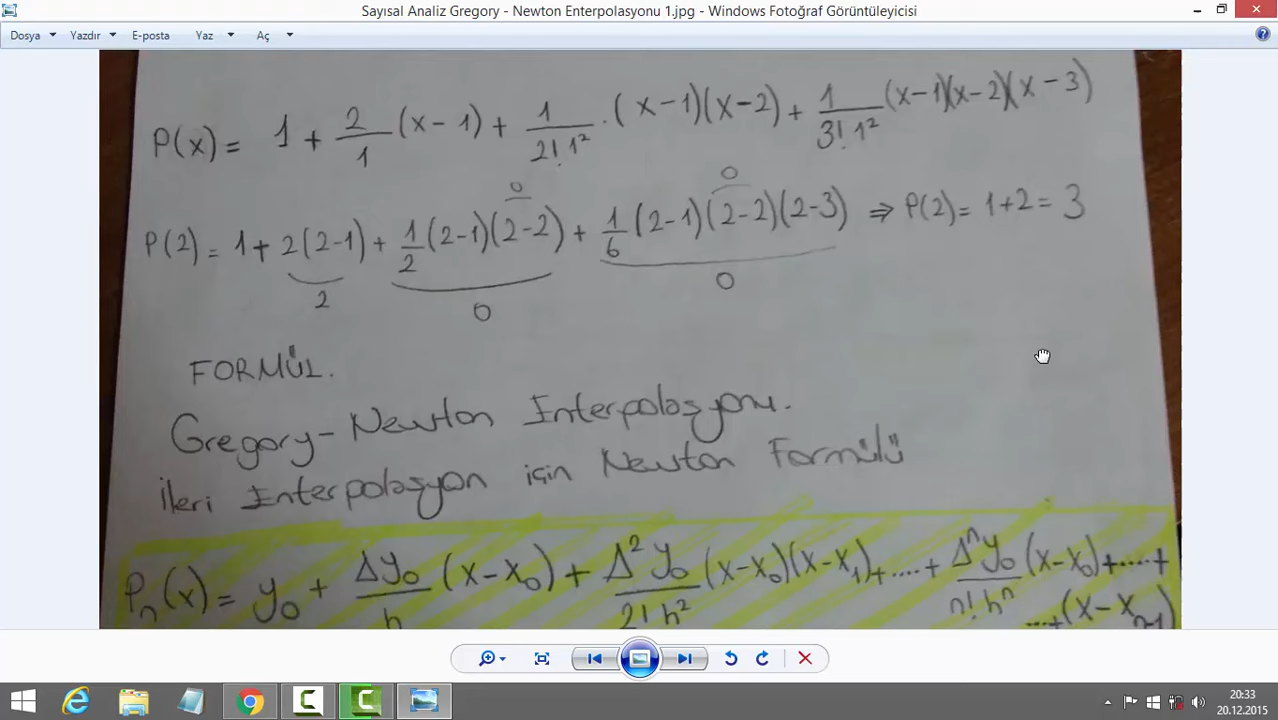 Sayısal Analiz Gregory - Newton Enterpolasyonu 1.jpg - Windows Fotoğraf Görüntüleyicisi
Dosya Yazdır E-posta Yaz Aç
P(x) = 1 + 2/1 (x-1) + 1/(2! 1²) . (x-1)(x-2) + 1/(3! 1²) (x-1)(x-2)(x-3)
0 0
P(2) = 1 + 2(2-1) + 1/2 (2-1)(2-2) + 1/6 (2-1)(2-2)(2-3) ⇒ P(2) = 1+2 = 3
2 0 0
FORMÜL.
Gregory-Newton Interpolasyonu.
İleri Interpolasyon için Newton Formülü
Pn(x) = y0 + Δy0/h (x-x0) + Δ²y0/(2! h²) (x-x0)(x-x1)+....+ Δⁿy0/(n! hⁿ) (x-x0)+....+
...+(x-xn-1)
20:33
20.12.2015